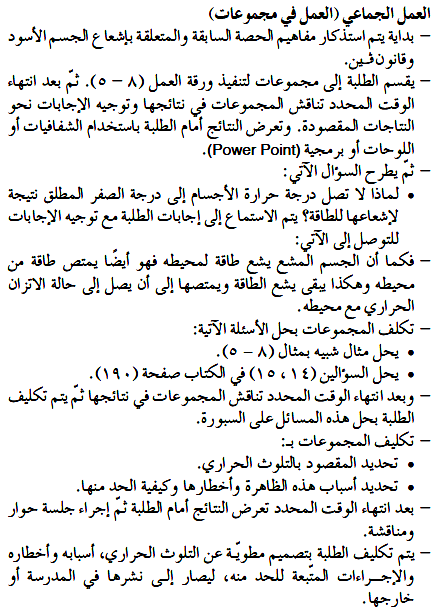 العمل الجماعي (العمل في مجموعات)
– بداية يتم استذكار مفاهيم الحصة السابقة والمتعلقة بإشعاع الجسم الأسود
وقانون ڤـين.
– يقسم الطلبة إلى مجموعات لتنفيذ ورقة العمل (٨ – ٥). ثمّ بعد انتهاء
الوقت المحدد تناقش المجموعات في نتائجها وتوجيه الإجابات نحو
النتاجات المقصودة. وتعرض النتائج أمام الطلبة باستخدام الشفافيات أو
اللوحات أو برمجية (Power Point).
– ثمّ يطرح السؤال الآتي:
• لماذا لا تصل درجة حرارة الأجسام إلى درجة الصفر المطلق نتيجة
لإشعاعها للطاقة؟ يتم الاستماع إلى إجابات الطلبة مع توجيه الإجابات
للتوصل إلى الآتي:
– فكما أن الجسم المشع يشع طاقة لمحيطه فهو أيضًا يمتص طاقة من
محيطه وهكذا يبقى يشع الطاقة ويمتصها إلى أن يصل إلى حالة الاتزان
الحراري مع محيطه.
– تكلف المجموعات بحل الأسئلة الآتية:
• يحل مثال شبيه بمثال (٨ – ٥).
• يحل السؤالين (١٤ ، ١٥) في الكتاب صفحة (١٩٠).
– وبعد انتهاء الوقت المحدد تناقش المجموعات في نتائجها ثمّ يتم تكليف
الطلبة بحل هذه المسائل على السبورة.
– تكليف المجموعات بـ:
• تحديد المقصود بالتلوث الحراري.
• تحديد أسباب هذه الظاهرة وأخطارها وكيفية الحد منها.
– بعد انتهاء الوقت المحدد تعرض النتائج أمام الطلبة ثمّ إجراء جلسة حوار
ومناقشة.
– يتم تكليف الطلبة بتصميم مطويّة عن التلوث الحراري، أسبابه وأخطاره
والإجراءات المتّبعة للحد منه، ليصار إلى نشرها في المدرسة أو
خارجها.